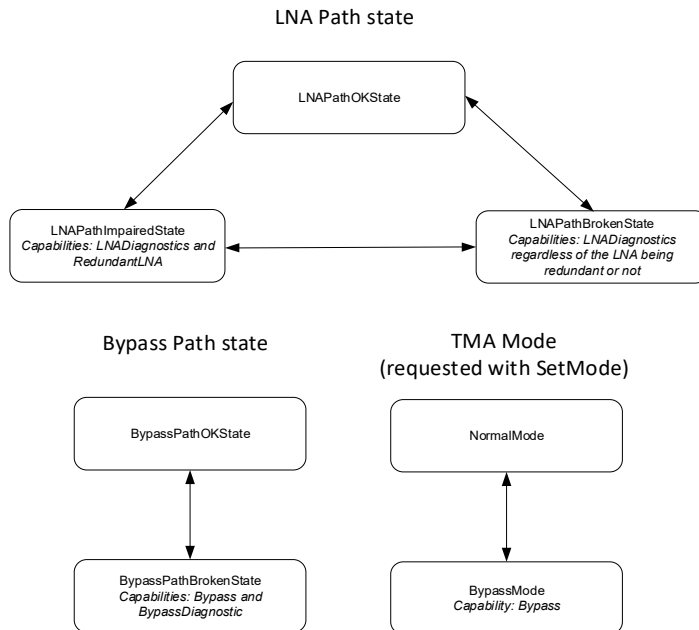 LNA Path state
LNAPathOKState
LNAPathImpairedState
Capabilities: LNADiagnostics and
RedundantLNA
LNAPathBrokenState
Capabilities: LNADiagnostics
regardless of the LNA being
redundant or not
Bypass Path state
BypassPathOKState
BypassPathBrokenState
Capabilities: Bypass and
BypassDiagnostic
TMA Mode
(requested with SetMode)
NormalMode
BypassMode
Capability: Bypass